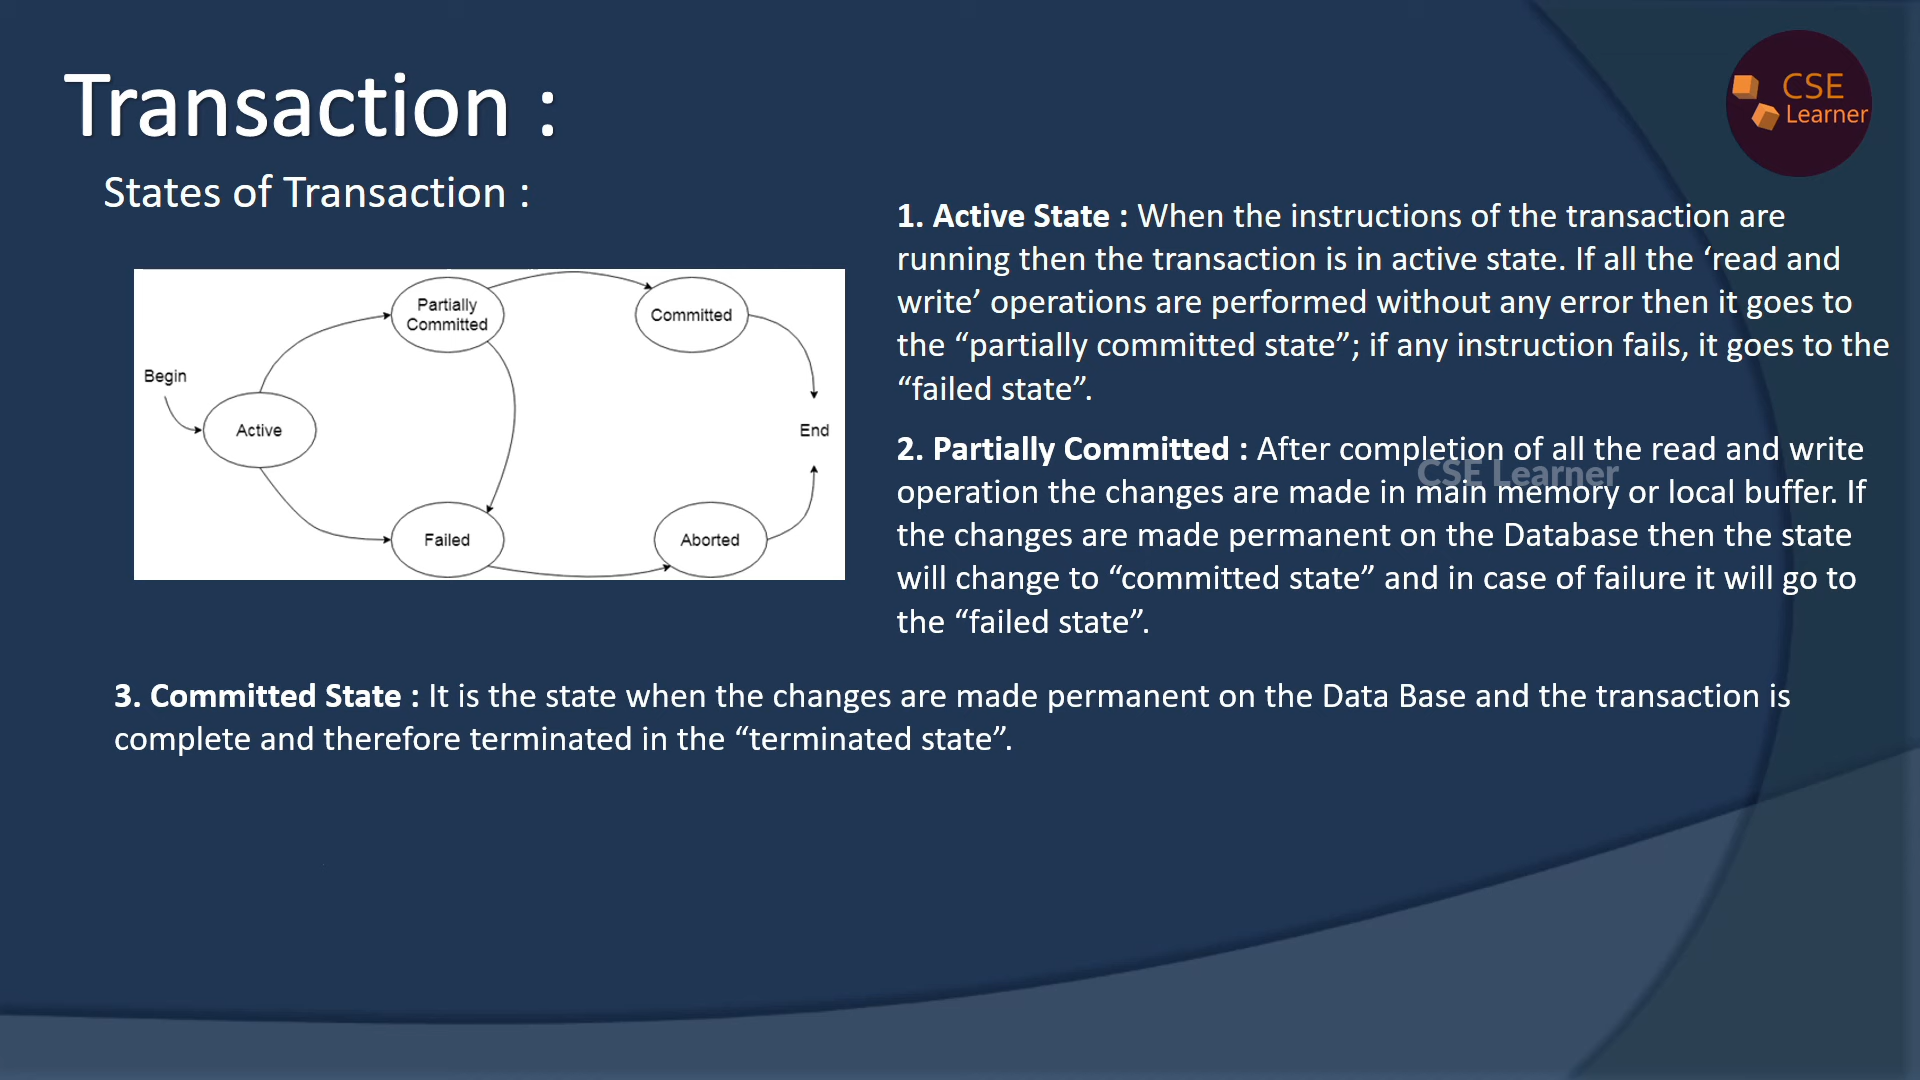 Transaction :
CSE
Learner
States of Transaction :
Partially
Committed
Committed
Begin
Active
End
Failed
Aborted
1. Active State : When the instructions of the transaction are
running then the transaction is in active state. If all the ‘read and
write’ operations are performed without any error then it goes to
the “partially committed state”; if any instruction fails, it goes to the
“failed state”.
2. Partially Committed : After completion of all the read and write
CSE Learner
operation the changes are made in main memory or local buffer. If
the changes are made permanent on the Database then the state
will change to “committed state” and in case of failure it will go to
the “failed state”.
3. Committed State : It is the state when the changes are made permanent on the Data Base and the transaction is
complete and therefore terminated in the “terminated state”.